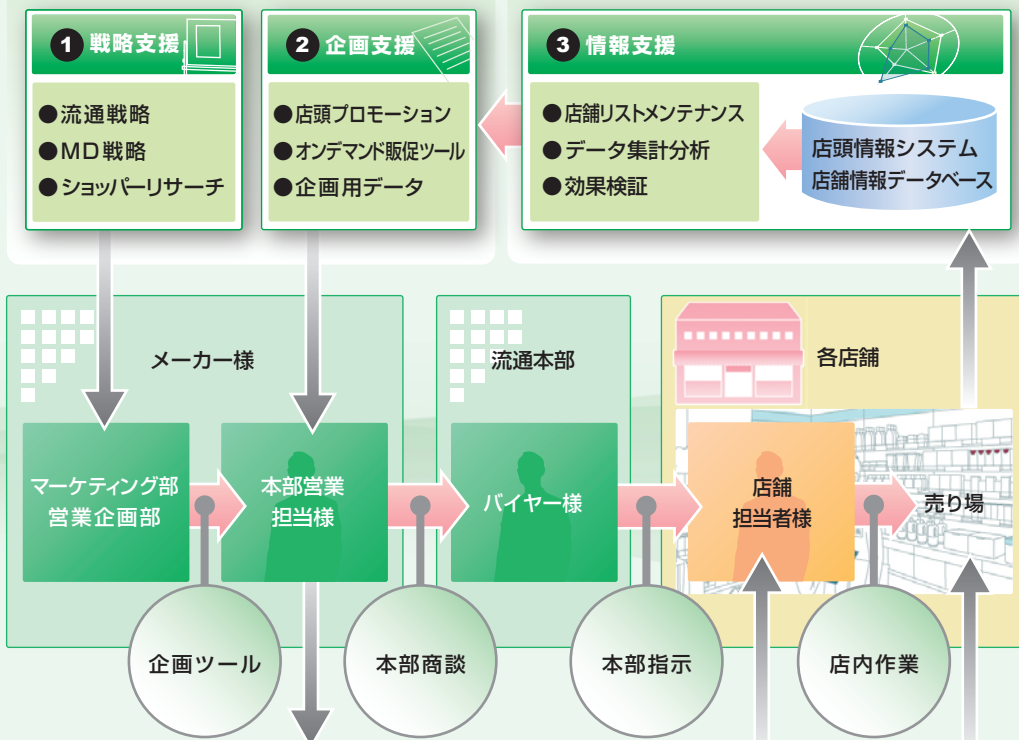 1 戦略支援
●流通戦略
●MD戦略
●ショッパーリサーチ
2 企画支援
●店頭プロモーション
●オンデマンド販促ツール
●企画用データ
3 情報支援
●店舗リストメンテナンス
●データ集計分析
●効果検証
店頭情報システム
店舗情報データベース
メーカー様
流通本部
各店舗
マーケティング部
営業企画部
本部営業
担当様
バイヤー様
店舗
担当者様
売り場
企画ツール
本部商談
本部指示
店内作業